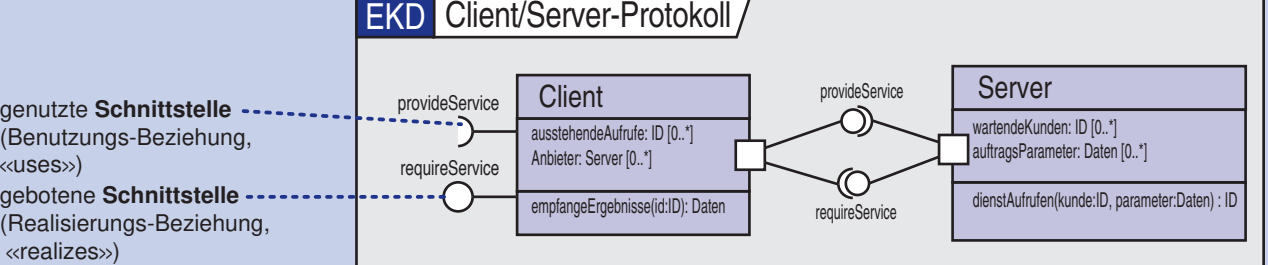 EKD Client/Server-Protokoll
genutzte Schnittstelle
(Benutzungs-Beziehung,
«uses»)
gebotene Schnittstelle
(Realisierungs-Beziehung,
«realizes»)
provideService
requireService
Client
ausstehendeAufrufe: ID [0..*]
Anbieter: Server [0..*]
empfangeErgebnisse(id:ID): Daten
provideService
requireService
Server
wartendeKunden: ID [0..*]
auftragsParameter: Daten [0..*]
dienstAufrufen(kunde:ID, parameter:Daten) : ID